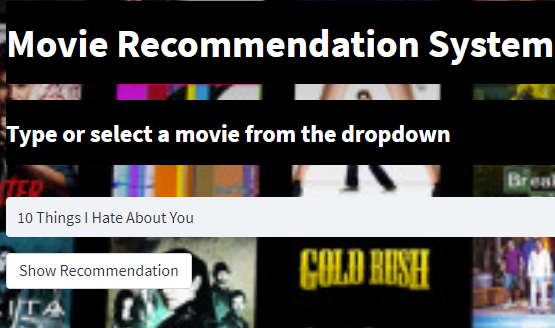 Movie Recommendation System
Type or select a movie from the dropdown
Brea
10 Things I Hate About You
Show Recommendation
GOLD RUSH